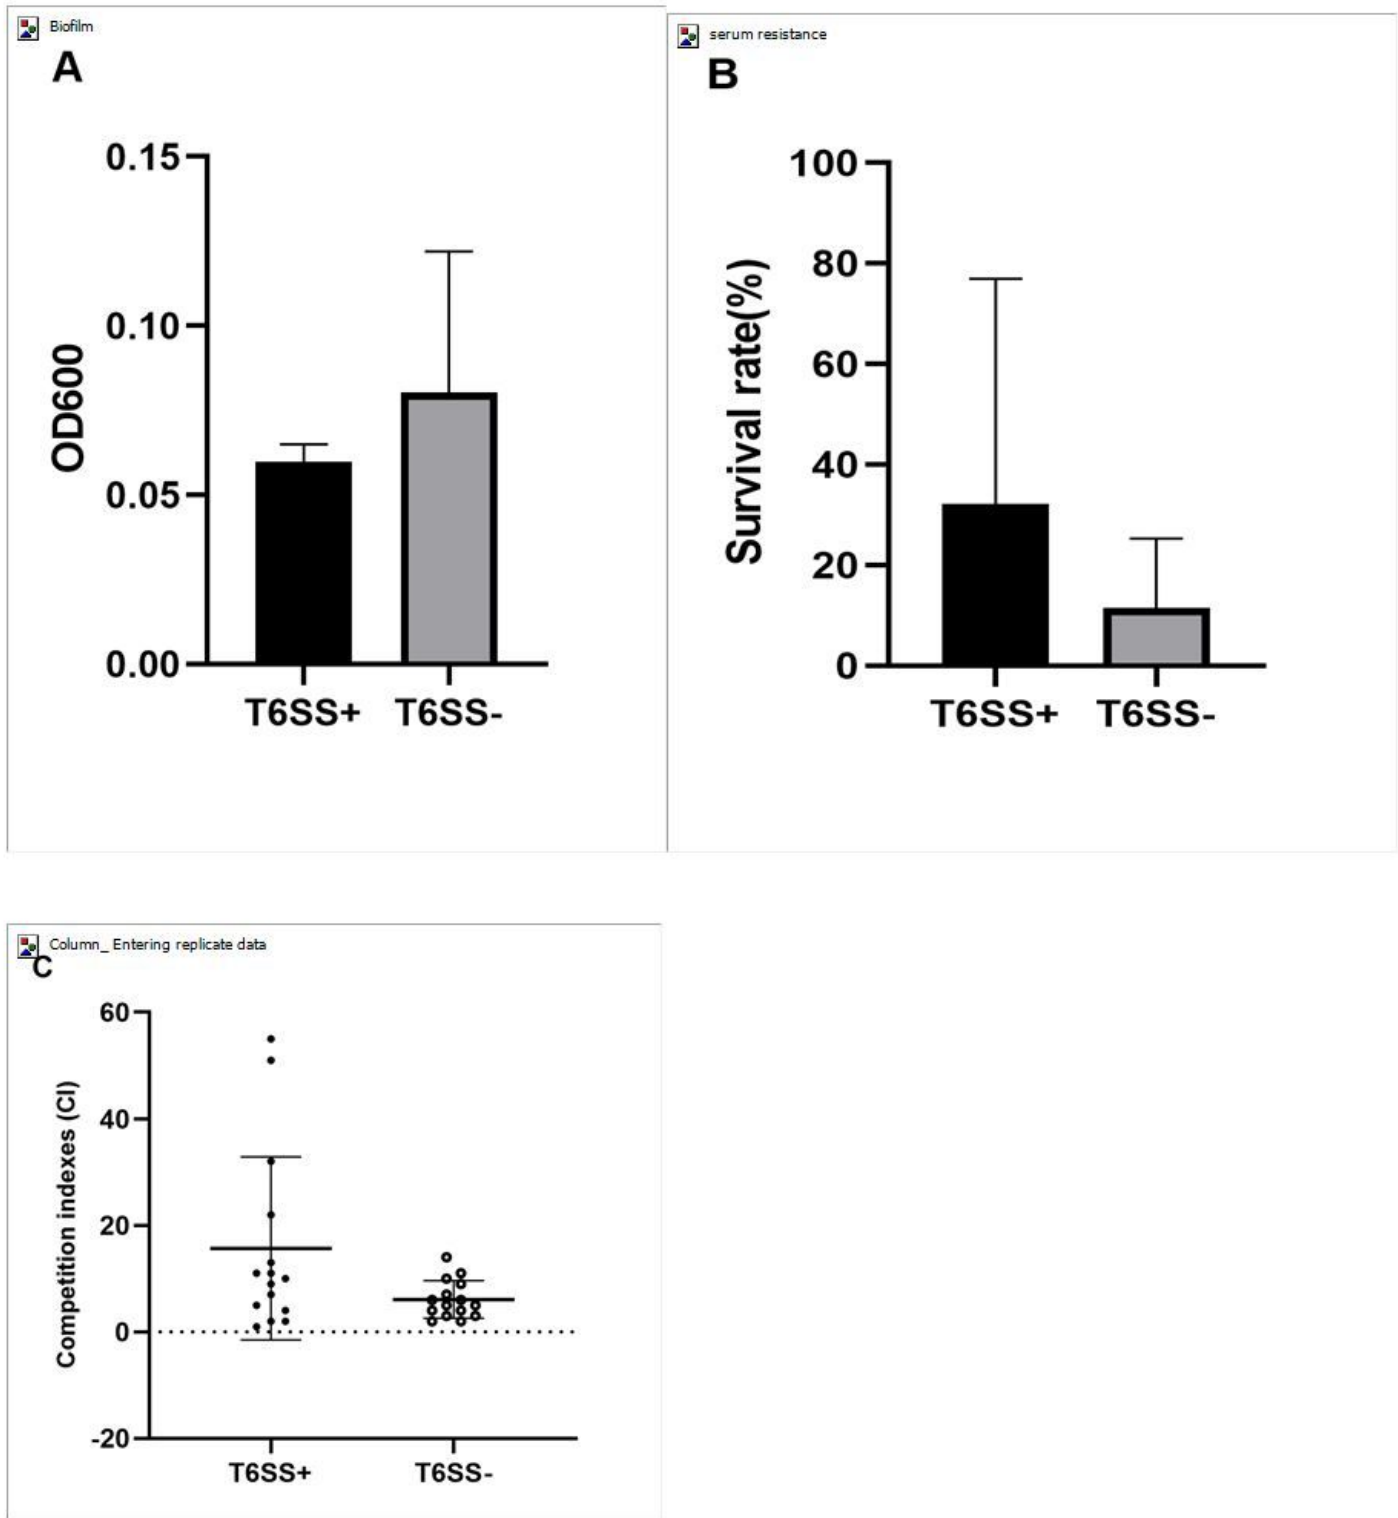 Biofilm
A
0.15
0.10
0.05
0.00
OD600
T6SS+ T6SS-
serum resistance
B
100
80
60
40
20
0
Survival rate(%)
T6SS+ T6SS-
Column_ Entering replicate data
C
60
40
20
0
-20
Competition indexes (CI)
T6SS+ T6SS-